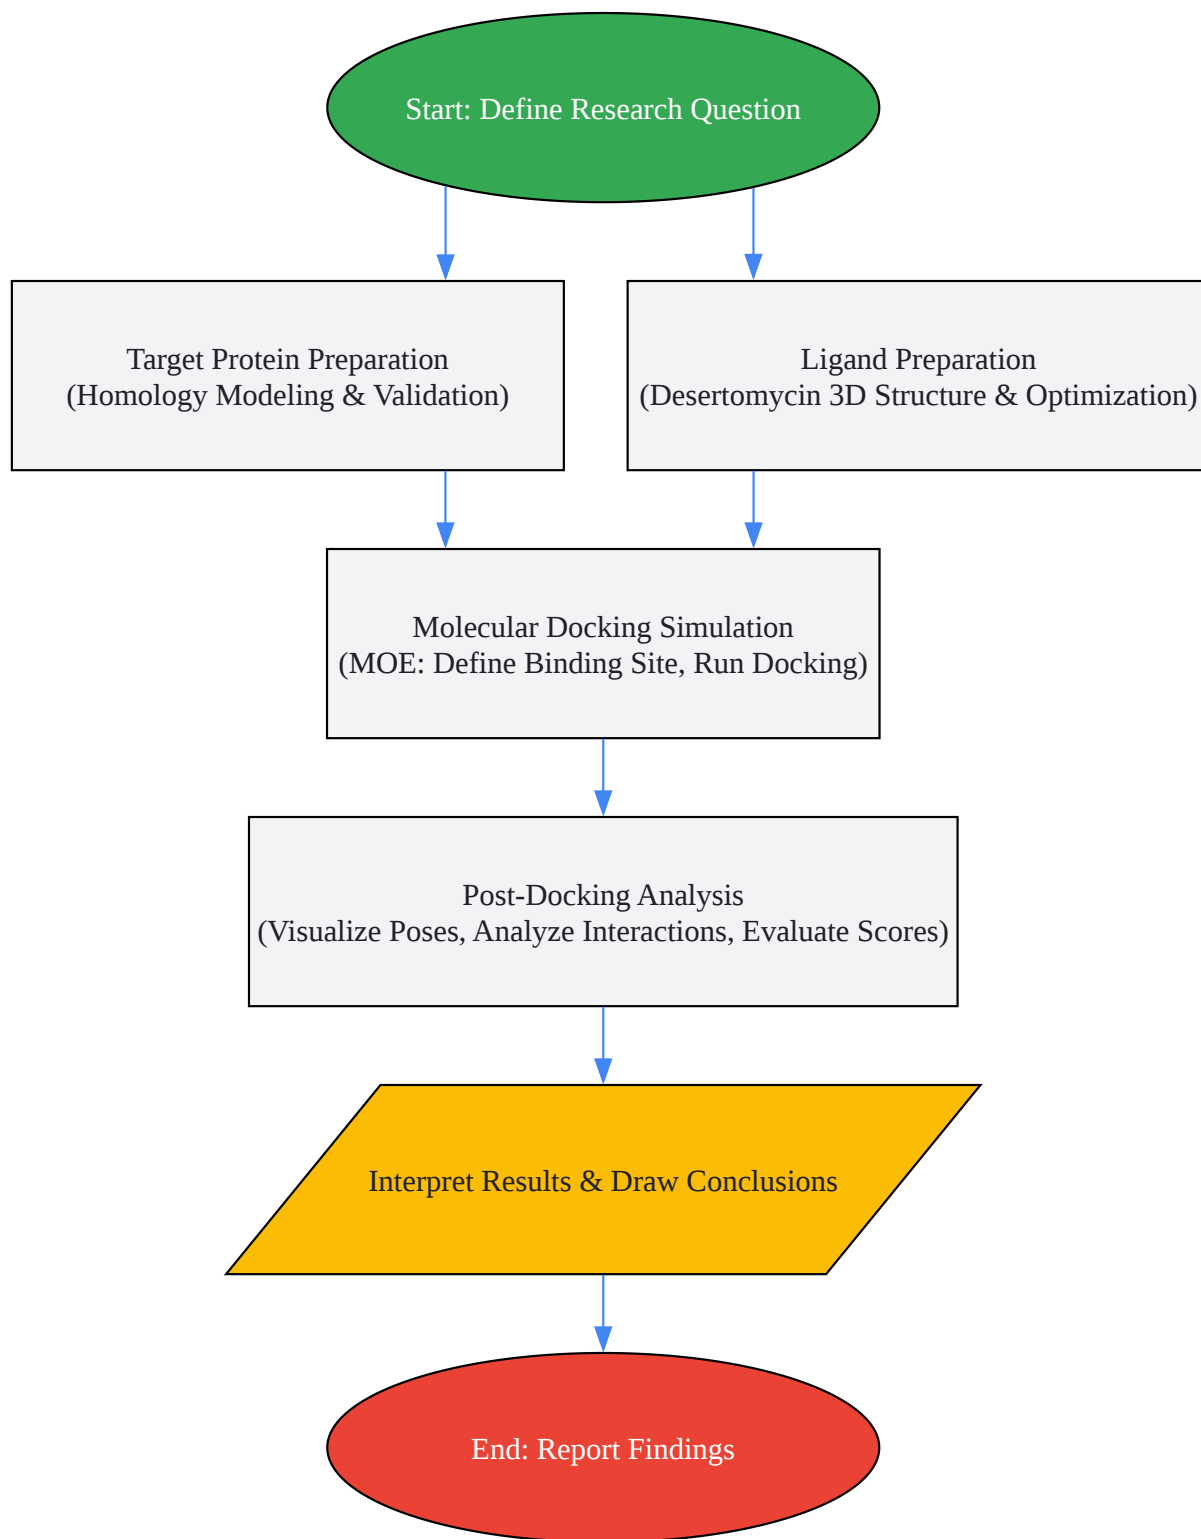 Start: Define Research Question
Target Protein Preparation
(Homology Modeling & Validation)
Ligand Preparation
(Desertomycin 3D Structure & Optimization)
Molecular Docking Simulation
(MOE: Define Binding Site, Run Docking)
Post-Docking Analysis
(Visualize Poses, Analyze Interactions, Evaluate Scores)
Interpret Results & Draw Conclusions
End: Report Findings